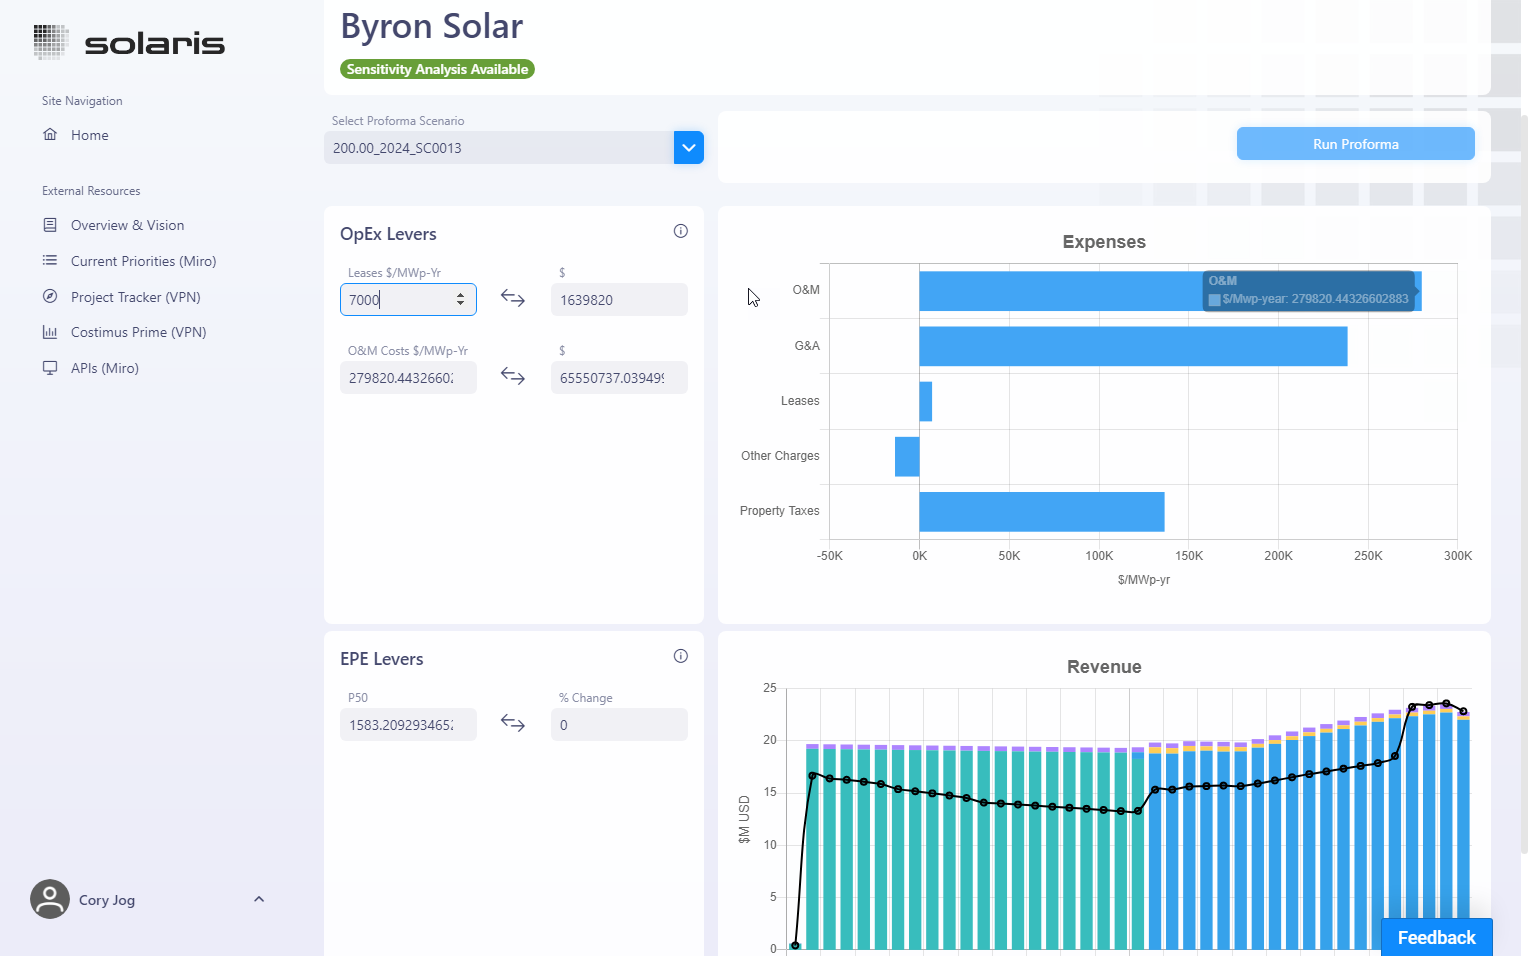 solaris
Site Navigation
Home
External Resources
Overview & Vision
Current Priorities (Miro)
Project Tracker (VPN)
Costimus Prime (VPN)
APIs (Miro)
Cory Jog
Byron Solar
Sensitivity Analysis Available
Select Proforma Scenario
200.00_2024_SC0013
Run Proforma
OpEx Levers
Leases $/MWp-Yr
$
7000
1639820
O&M Costs $/MWp-Yr
$
279820.44326602
65550737.039499
Expenses
O&M
O&M
$/Mwp-year: 279820.44326602883
G&A
Leases
Other Charges
Property Taxes
-50K 0K 50K 100K 150K 200K 250K 300K
$/MWp-yr
EPE Levers
P50
% Change
1583.2092934652
0
Revenue
25
20
15
10
5
0
$M USD
Feedback